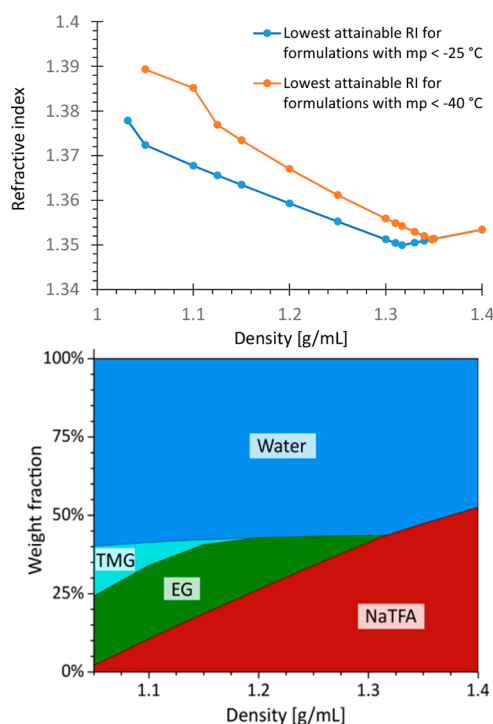 1.4
1.39
1.38
1.37
1.36
1.35
1.34
Refractive index
Lowest attainable RI for
formulations with mp < -25 °C
Lowest attainable RI for
formulations with mp < -40 °C
1 1.1 1.2 1.3 1.4
Density [g/mL]
100%
75%
50%
25%
0%
Weight fraction
Water
TMG
EG
NaTFA
1.1 1.2 1.3 1.4
Density [g/mL]